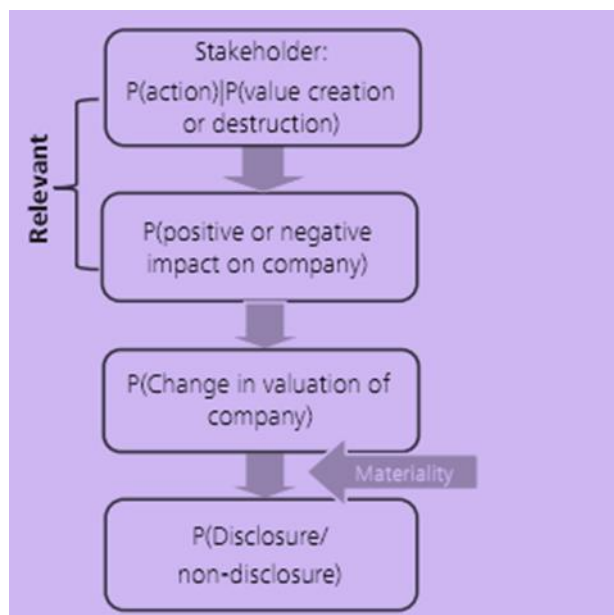 Stakeholder:
P(action)|P(value creation
or destruction)
Relevant
P(positive or negative
impact on company)
P(Change in valuation of
company)
Materiality
P(Disclosure/
non-disclosure)